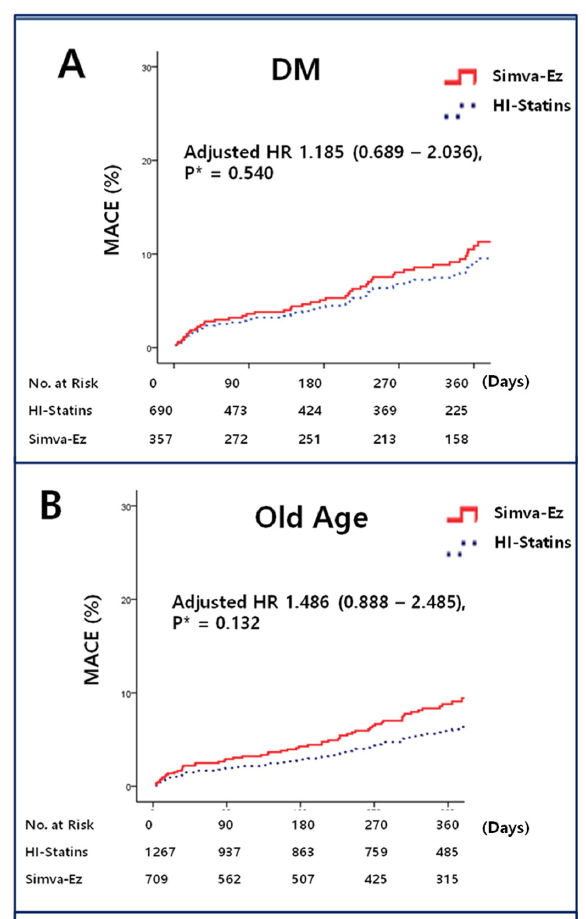 A
DM
Simva-Ez
HI-Statins
Adjusted HR 1.185 (0.689 – 2.036),
P* = 0.540
MACE (%)
30
20
10
0
No. at Risk 0 90 180 270 360 (Days)
HI-Statins 690 473 424 369 225
Simva-Ez 357 272 251 213 158
B
Old Age
Simva-Ez
HI-Statins
Adjusted HR 1.486 (0.888 – 2.485),
P* = 0.132
MACE (%)
30
20
10
0
No. at Risk 0 90 180 270 360 (Days)
HI-Statins 1267 937 863 759 485
Simva-Ez 709 562 507 425 315